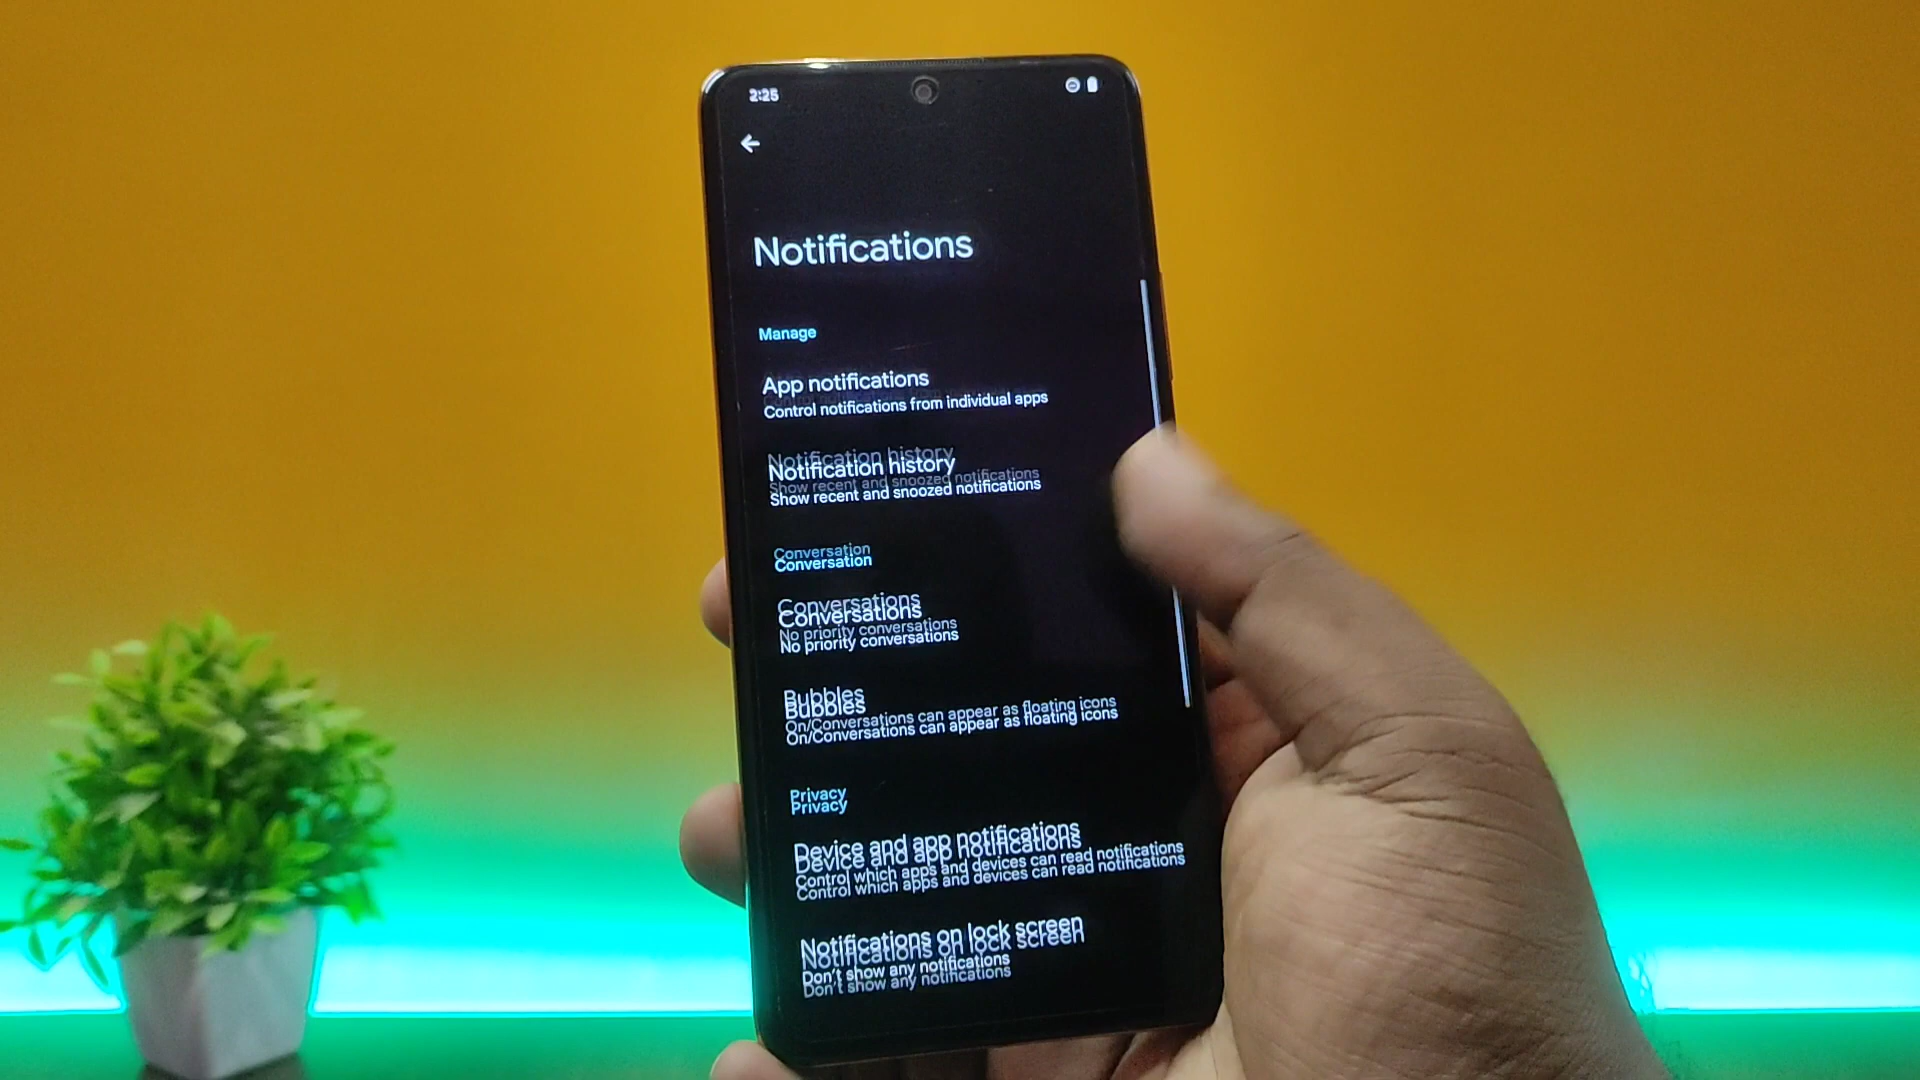 2:25
Notifications
Manage
App notifications
Control notifications from individual apps
Notification history
Show recent and snoozed notifications
Conversation
Conversations
No priority conversations
Bubbles
On/Conversations can appear as floating icons
Privacy
Device and app notifications
Control which apps and devices can read notifications
Notifications on lock screen
Don't show any notifications